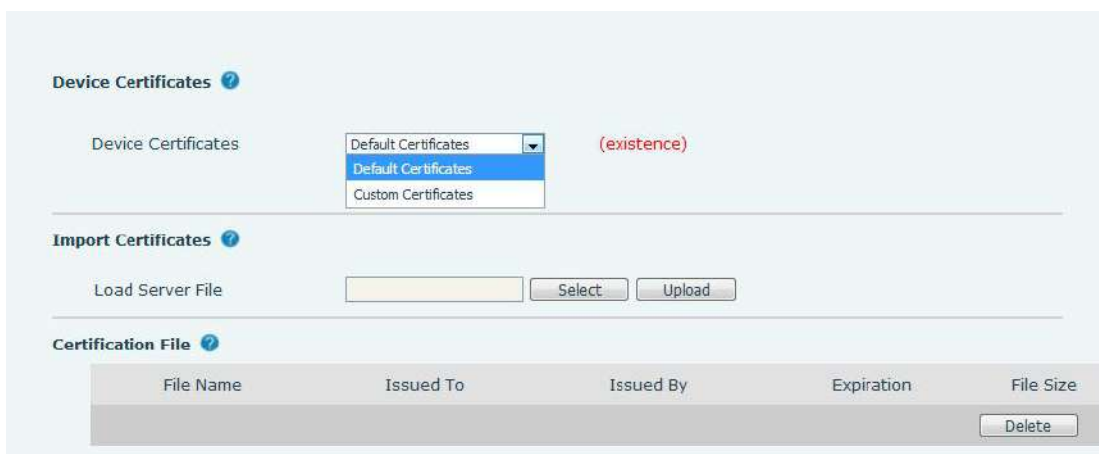 Device Certificates ?
Device Certificates Default Certificates (existence)
Default Certificates
Custom Certificates
Import Certificates ?
Load Server File Select Upload
Certification File ?
File Name Issued To Issued By Expiration File Size
Delete